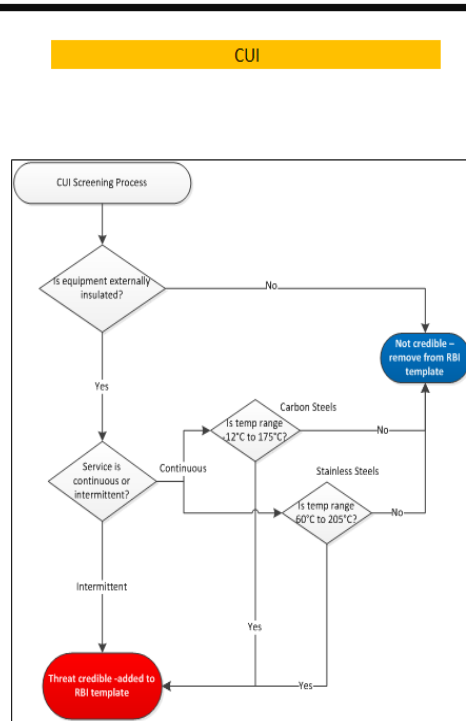 CUI
CUI Screening Process
Is equipment externally
insulated?
No
Not credible –
remove from RBI
template
Yes
Carbon Steels
Is temp range
-12°C to 175°C?
No
Service is
continuous or
intermittent?
Continuous
Stainless Steels
Is temp range
60°C to 205°C?
No
Intermittent
Yes
Threat credible -added to
RBI template
Yes